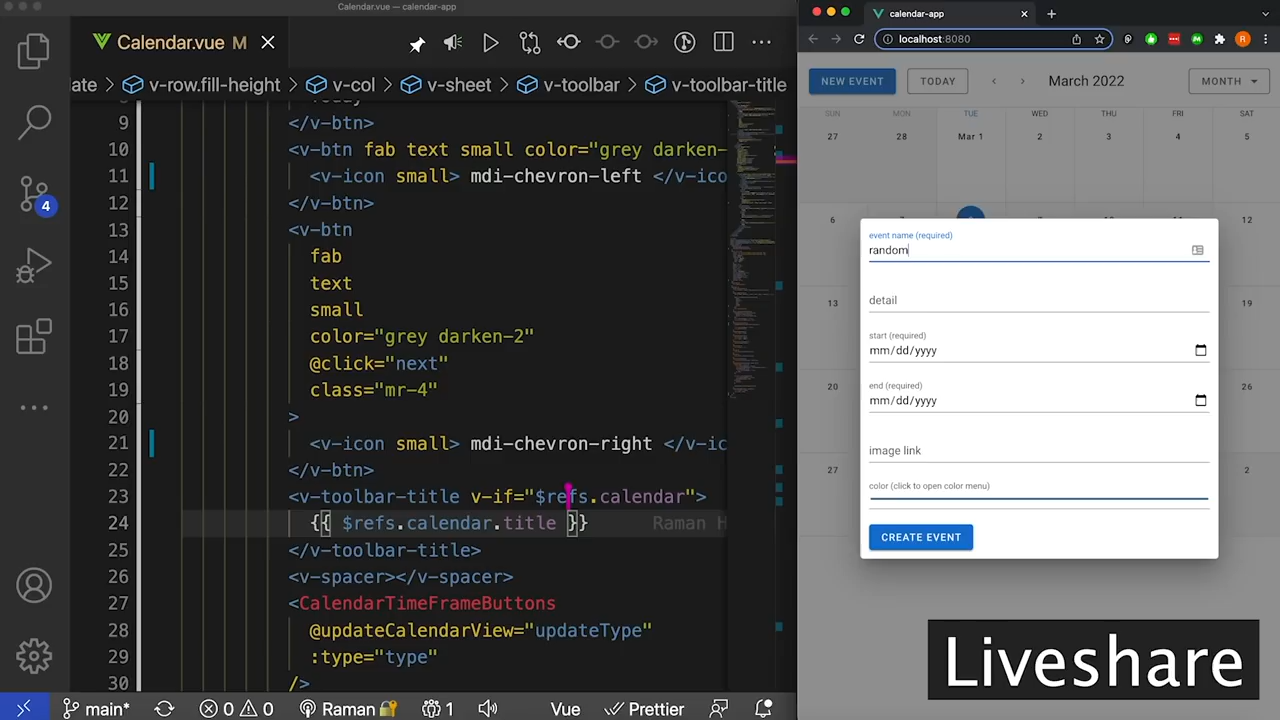 Calendar.vue — calendar-app
Calendar.vue M
ate > v-row.fill-height > v-col > v-sheet > v-toolbar > v-toolbar-title
9 </v-btn>
10 <v-btn fab text small color="grey darken-
11 <v-icon small> mdi-chevron-left </v-ico
12 </v-btn>
13 <v-btn
14 fab
15 text
16 small
17 color="grey darken-2"
18 @click="next"
19 class="mr-4"
20 >
21 <v-icon small> mdi-chevron-right </v-ic
22 </v-btn>
23 <v-toolbar-title v-if="$refs.calendar">
24 {{ $refs.calendar.title }} Raman H
25 </v-toolbar-title>
26 <v-spacer></v-spacer>
27 <CalendarTimeFrameButtons
28 @updateCalendarView="updateType"
29 :type="type"
30 />
4
main* 0 0 Raman 1 Vue Prettier
calendar-app
localhost:8080
R
NEW EVENT TODAY March 2022 MONTH
SUN MON TUE WED THU FRI SAT
27 28 Mar 1 2 3 4 5
6 12
13 19
20 26
27 2
event name (required)
random
detail
start (required)
mm/dd/yyyy
end (required)
mm/dd/yyyy
image link
color (click to open color menu)
CREATE EVENT
Liveshare